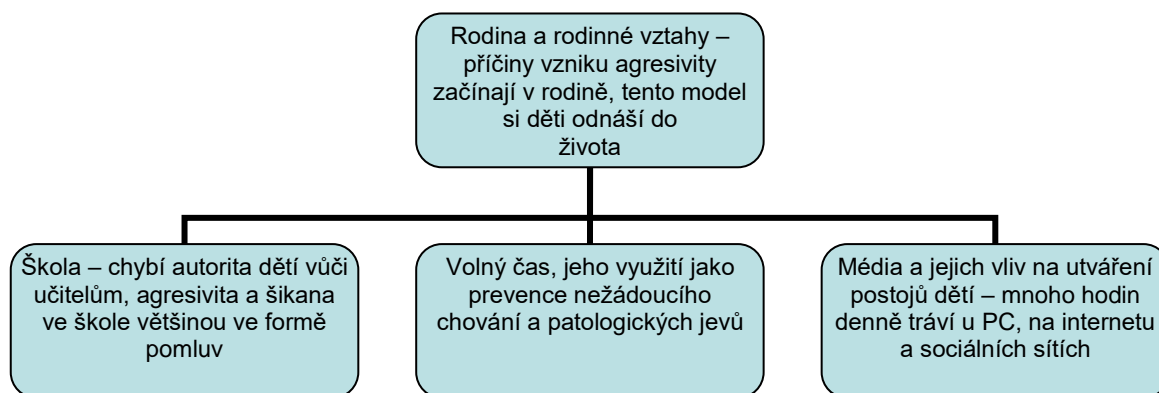 Rodina a rodinné vztahy –
příčiny vzniku agresivity
začínají v rodině, tento model
si děti odnáší do
života
Škola – chybí autorita dětí vůči
učitelům, agresivita a šikana
ve škole většinou ve formě
pomluv
Volný čas, jeho využití jako
prevence nežádoucího
chování a patologických jevů
Média a jejich vliv na utváření
postojů dětí – mnoho hodin
denně tráví u PC, na internetu
a sociálních sítích